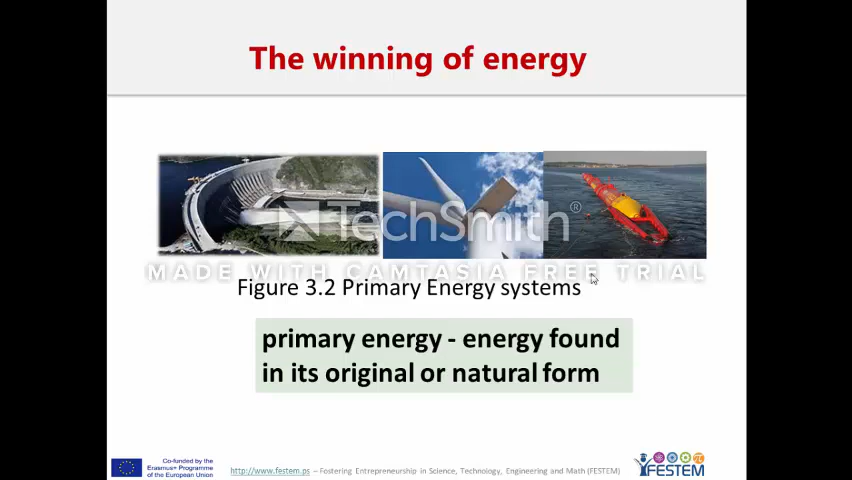 The winning of energy
TechSmith®
MADE WITH CAMTASIA FREE TRIAL
Figure 3.2 Primary Energy systems
primary energy - energy found
in its original or natural form
Co-funded by the
Erasmus+ Programme
of the European Union
http://www.festem.ps – Fostering Entrepreneurship in Science, Technology, Engineering and Math (FESTEM)
FESTEM